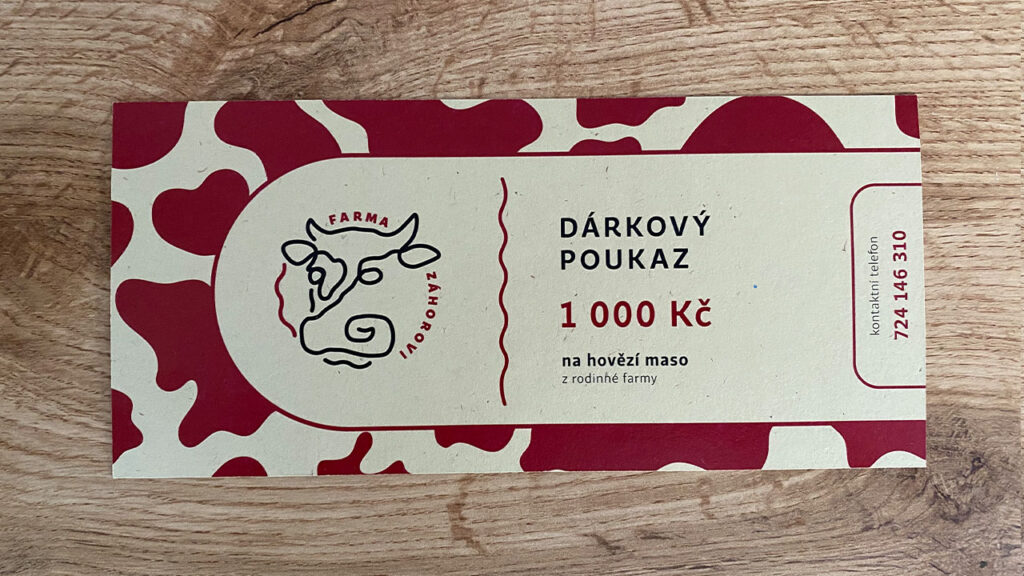 FARMA
ZÁHOROVI
DÁRKOVÝ
POUKAZ
1 000 Kč
na hovězí maso
z rodinné farmy
kontaktní telefon
724 146 310